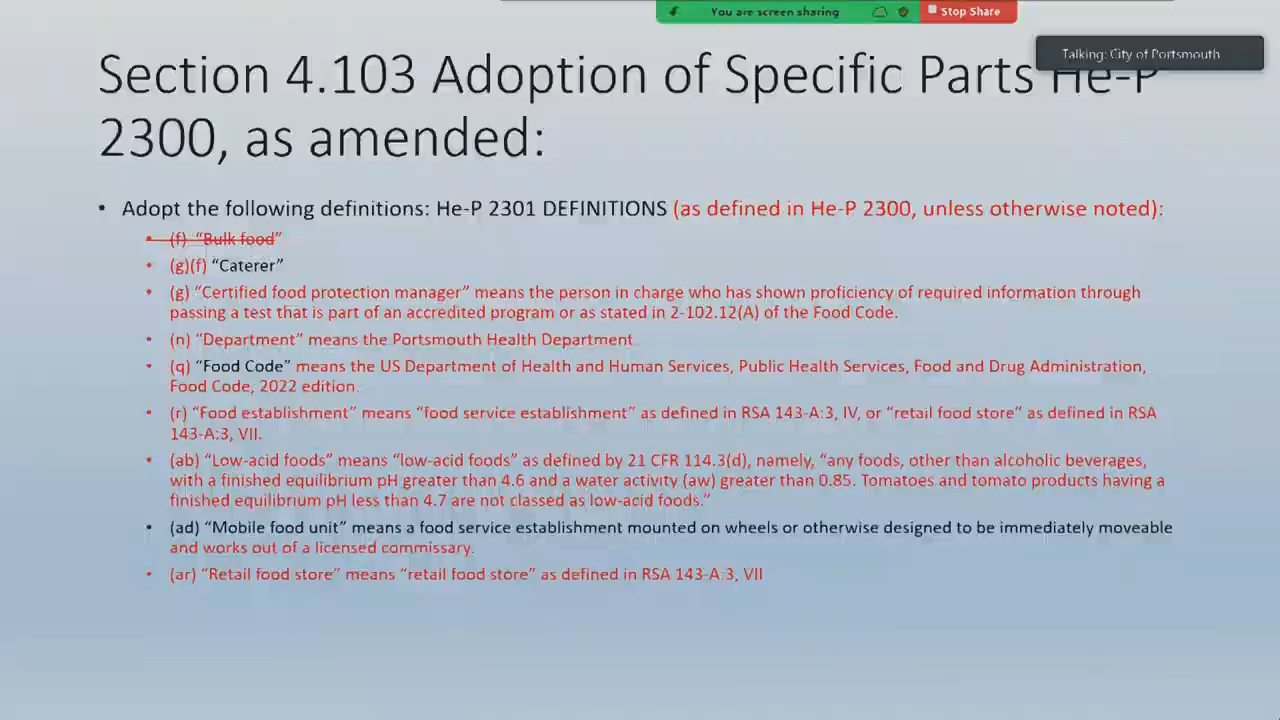 You are screen sharing
Stop Share
Talking: City of Portsmouth
Section 4.103 Adoption of Specific Parts He-P
2300, as amended:
• Adopt the following definitions: He-P 2301 DEFINITIONS (as defined in He-P 2300, unless otherwise noted):
• (f) “Bulk food”
• (g)(f) “Caterer”
• (g) “Certified food protection manager” means the person in charge who has shown proficiency of required information through
passing a test that is part of an accredited program or as stated in 2-102.12(A) of the Food Code.
• (n) “Department” means the Portsmouth Health Department.
• (q) “Food Code” means the US Department of Health and Human Services, Public Health Services, Food and Drug Administration,
Food Code, 2022 edition.
• (r) “Food establishment” means “food service establishment” as defined in RSA 143-A:3, IV, or “retail food store” as defined in RSA
143-A:3, VII.
• (ab) “Low-acid foods” means “low-acid foods” as defined by 21 CFR 114.3(d), namely, “any foods, other than alcoholic beverages,
with a finished equilibrium pH greater than 4.6 and a water activity (aw) greater than 0.85. Tomatoes and tomato products having a
finished equilibrium pH less than 4.7 are not classed as low-acid foods.”
• (ad) “Mobile food unit” means a food service establishment mounted on wheels or otherwise designed to be immediately moveable
and works out of a licensed commissary.
• (ar) “Retail food store” means “retail food store” as defined in RSA 143-A:3, VII